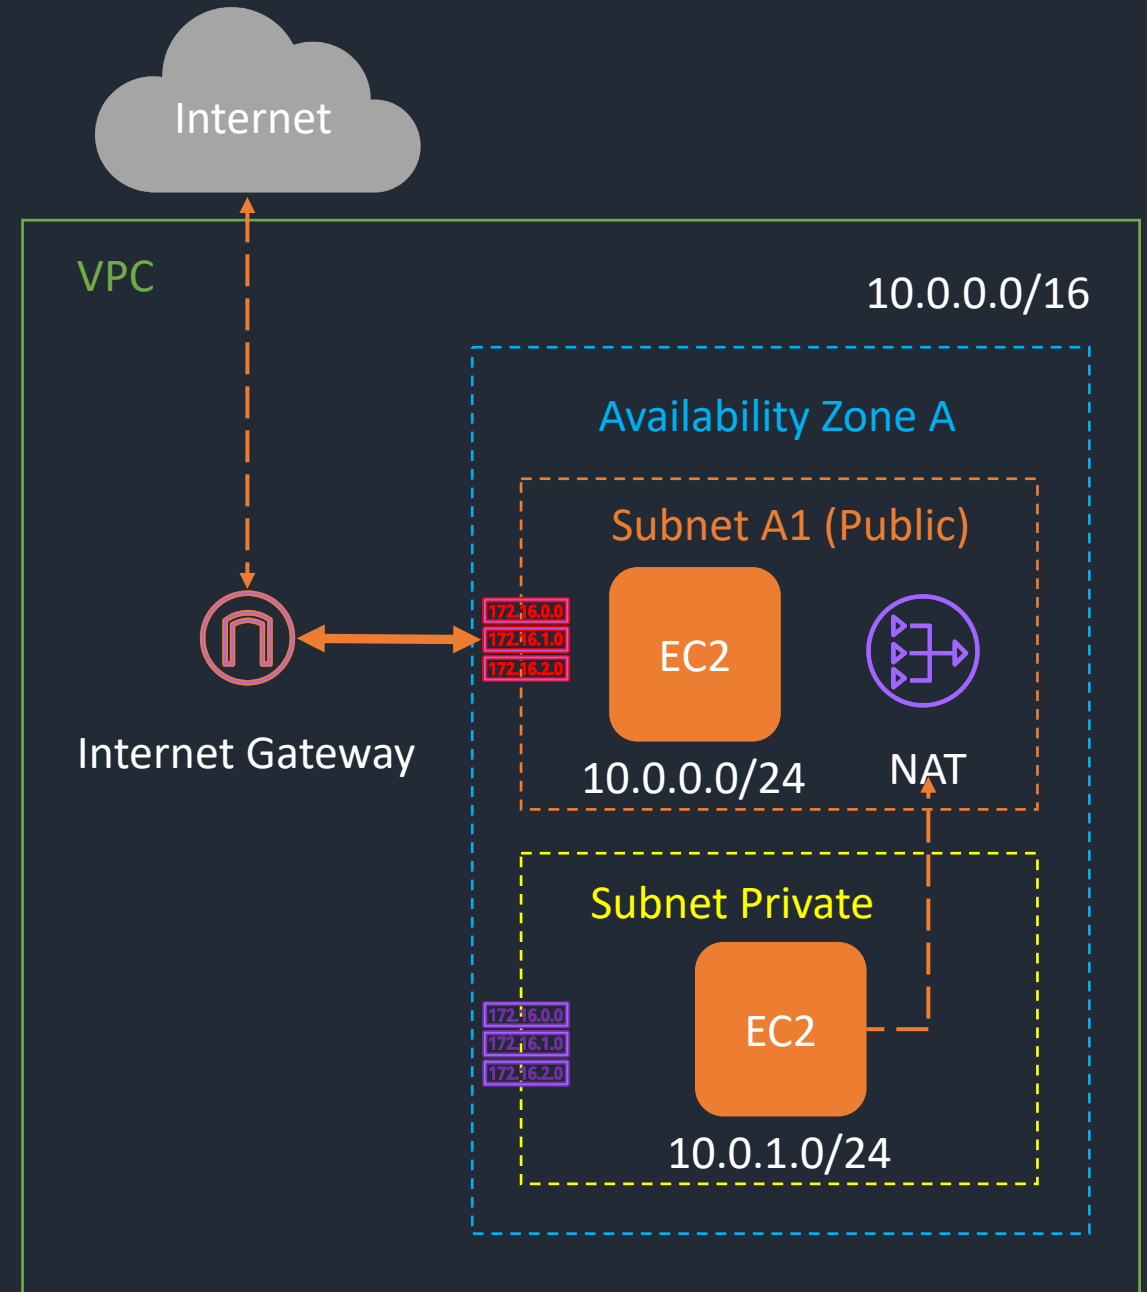 Internet
VPC
10.0.0.0/16
Availability Zone A
Subnet A1 (Public)
172.16.0.0
172.16.1.0
172.16.2.0
EC2
Internet Gateway
10.0.0.0/24
NAT
Subnet Private
172.16.0.0
172.16.1.0
172.16.2.0
EC2
10.0.1.0/24